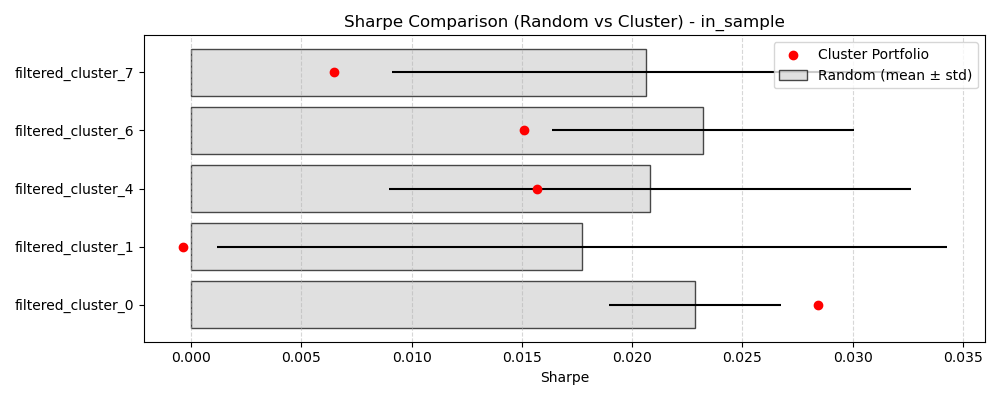 Sharpe Comparison (Random vs Cluster) - in_sample
Cluster Portfolio
Random (mean ± std)
filtered_cluster_7
filtered_cluster_6
filtered_cluster_4
filtered_cluster_1
filtered_cluster_0
0.000 0.005 0.010 0.015 0.020 0.025 0.030 0.035
Sharpe